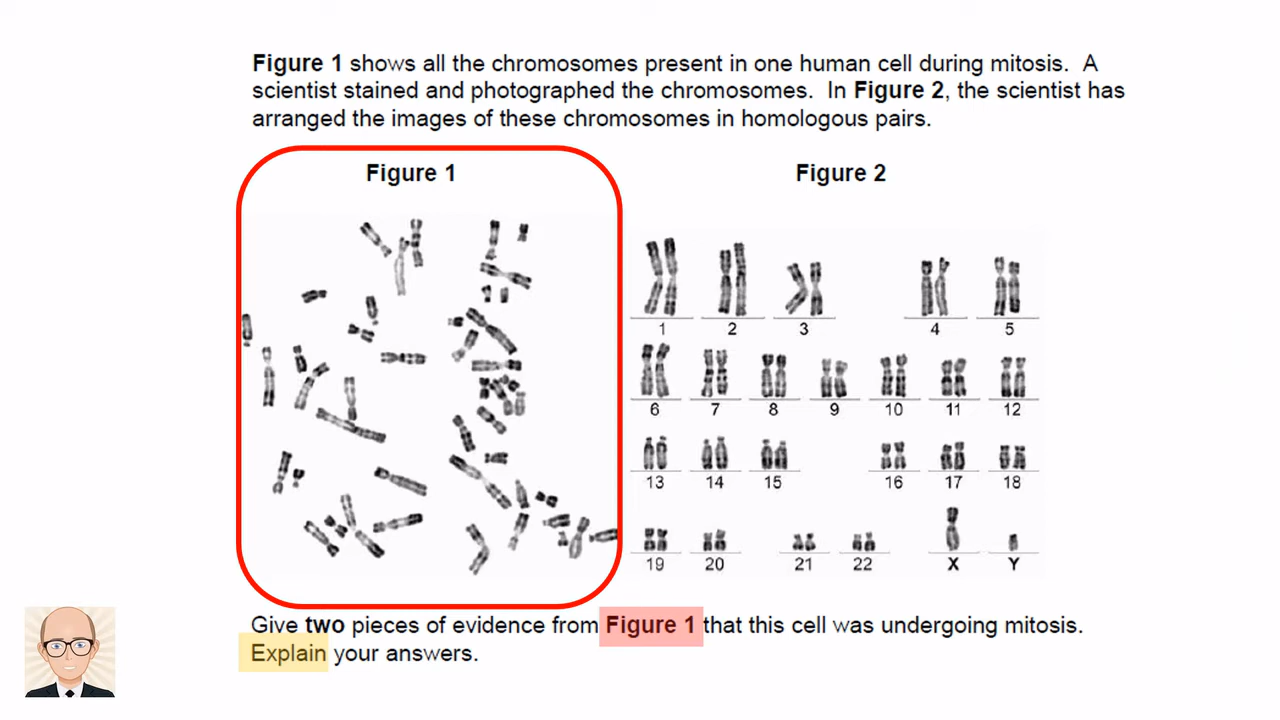 Figure 1 shows all the chromosomes present in one human cell during mitosis. A
scientist stained and photographed the chromosomes. In Figure 2, the scientist has
arranged the images of these chromosomes in homologous pairs.
Figure 1
Figure 2
1 2 3 4 5
6 7 8 9 10 11 12
13 14 15 16 17 18
19 20 21 22 X Y
Give two pieces of evidence from Figure 1 that this cell was undergoing mitosis.
Explain your answers.